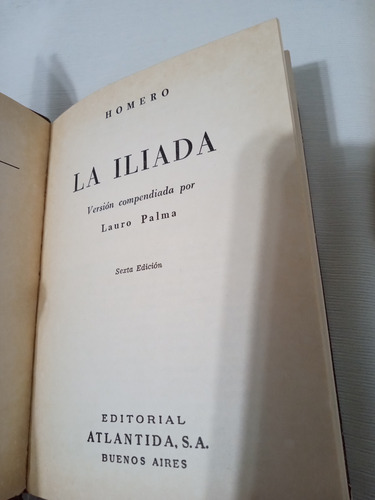 HOMERO
LA ILIADA
Versión compendiada por
Lauro Palma
Sexta Edición
EDITORIAL
ATLANTIDA, S.A.
BUENOS AIRES